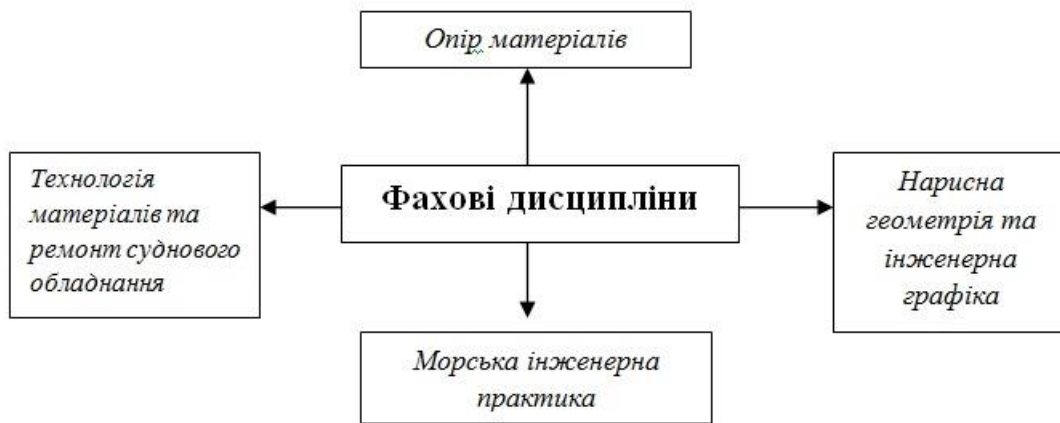 Опір матеріалів
Технологія
матеріалів та
ремонт суднового
обладнання
Фахові дисципліни
Нарисна
геометрія та
інженерна
графіка
Морська інженерна
практика